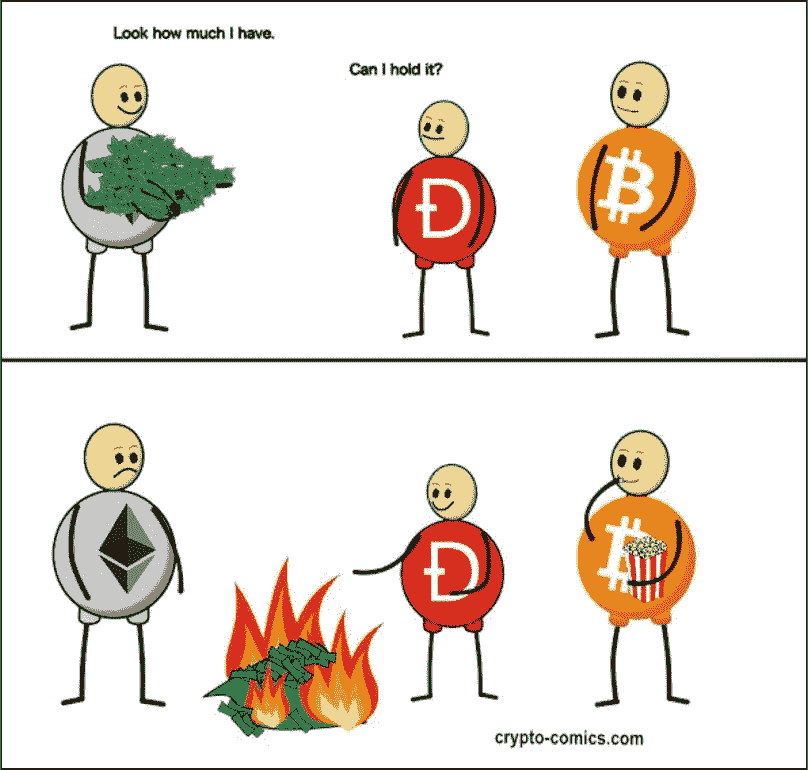 Look how much I have.
Can I hold it?
Đ
₿
Đ
₿
crypto-comics.com